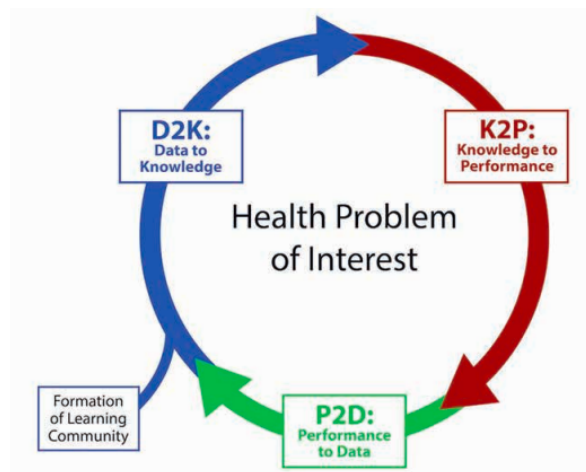 D2K:
Data to
Knowledge
K2P:
Knowledge to
Performance
Health Problem
of Interest
Formation
of Learning
Community
P2D:
Performance
to Data